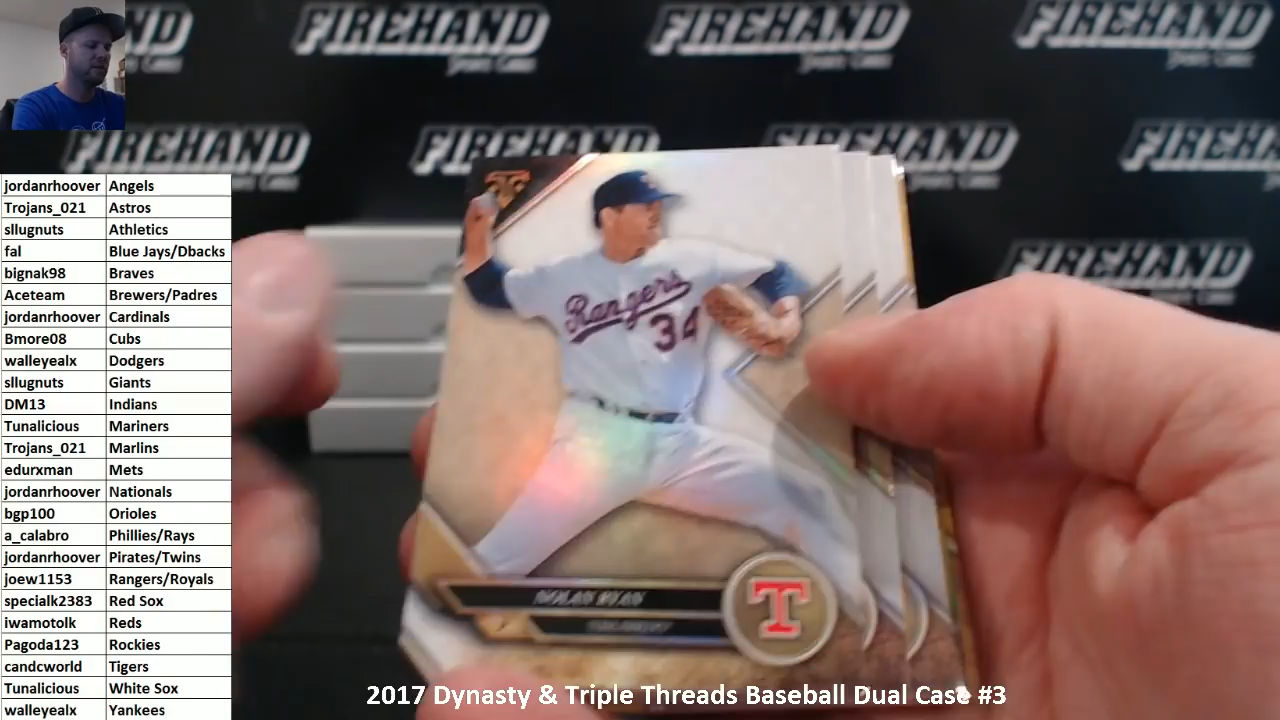 FIREHAND FIREHAND FIREHAND
FIREHAND FIREHAND FIREHAND
FIREHAND
jordanrhoover Angels
Trojans_021 Astros
sllugnuts Athletics
fal Blue Jays/Dbacks
bignak98 Braves
Aceteam Brewers/Padres
jordanrhoover Cardinals
Bmore08 Cubs
walleyealx Dodgers
sllugnuts Giants
DM13 Indians
Tunalicious Mariners
Trojans_021 Marlins
edurxman Mets
jordanrhoover Nationals
bgp100 Orioles
a_calabro Phillies/Rays
jordanrhoover Pirates/Twins
joew1153 Rangers/Royals
specialk2383 Red Sox
iwamotolk Reds
Pagoda123 Rockies
candcworld Tigers
Tunalicious White Sox
walleyealx Yankees
Rangers
34
NOLAN RYAN
T
2017 Dynasty & Triple Threads Baseball Dual Case #3